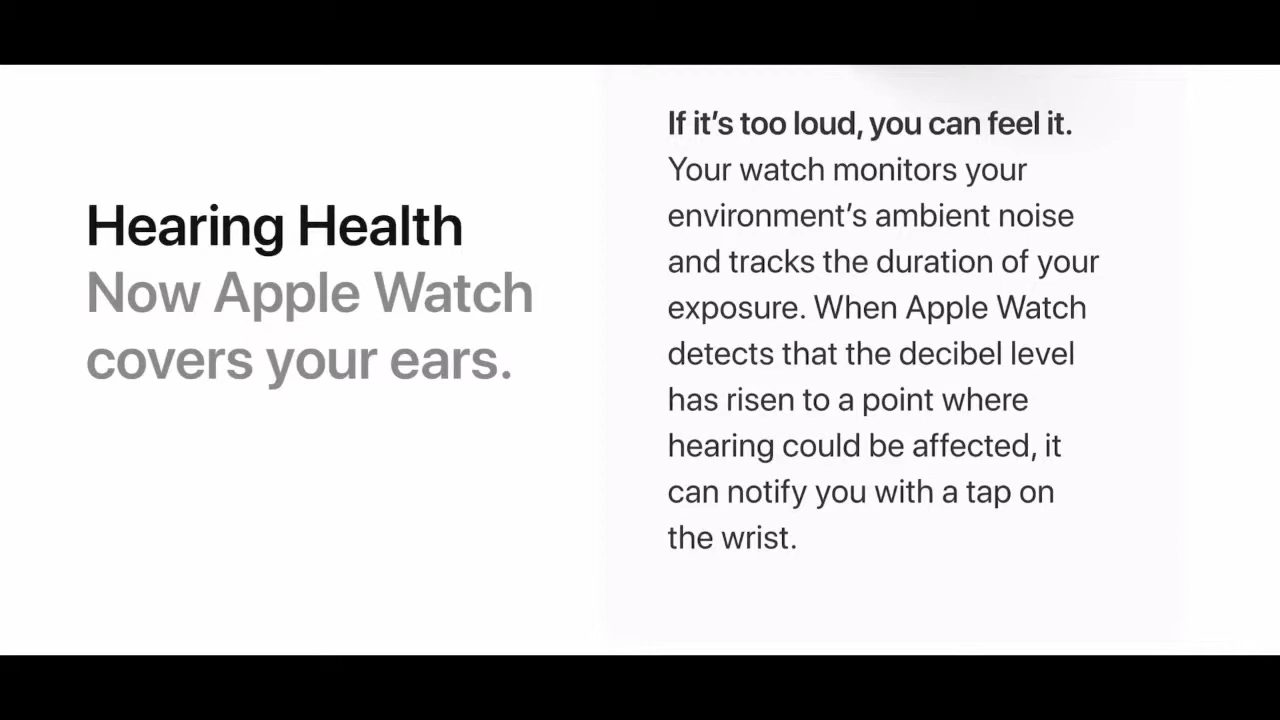 Hearing Health
Now Apple Watch
covers your ears.
If it’s too loud, you can feel it.
Your watch monitors your
environment’s ambient noise
and tracks the duration of your
exposure. When Apple Watch
detects that the decibel level
has risen to a point where
hearing could be affected, it
can notify you with a tap on
the wrist.